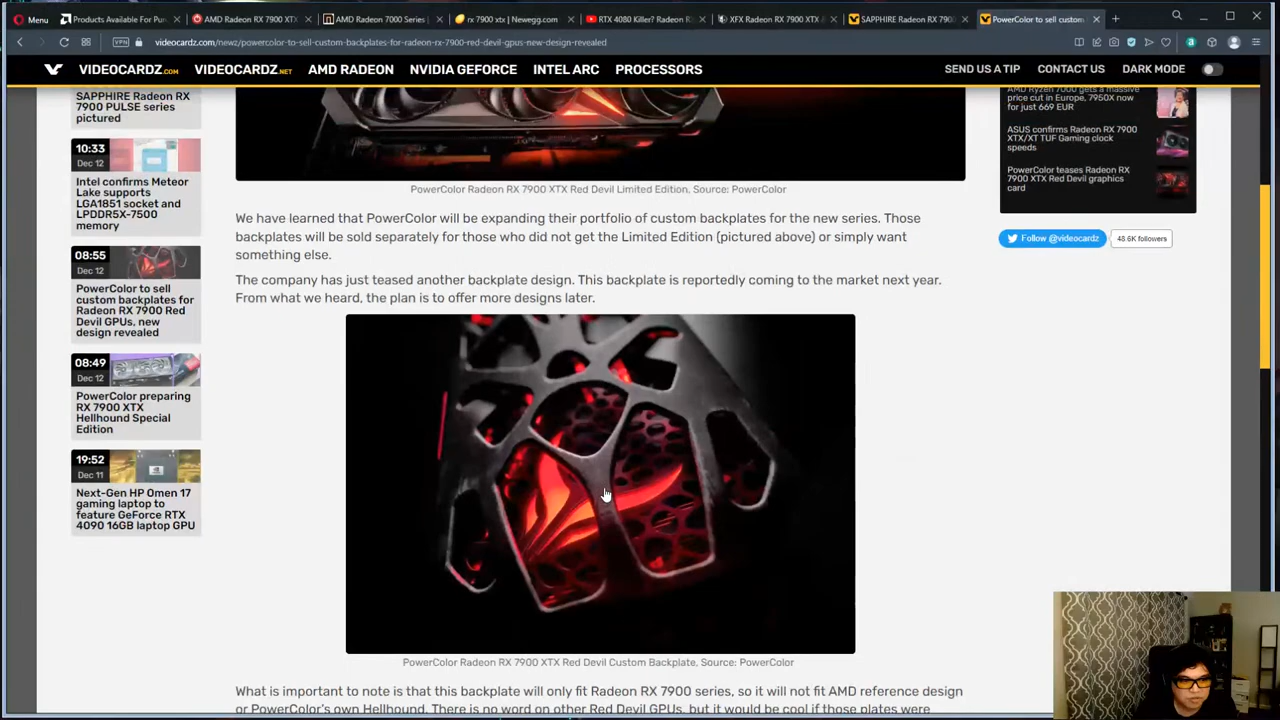 Menu
Products Available For Pur
AMD Radeon RX 7900 XTX
AMD Radeon 7000 Series
rx 7900 xtx | Newegg.com
RTX 4080 Killer? Radeon R
XFX Radeon RX 7900 XTX A
SAPPHIRE Radeon RX 7900
PowerColor to sell custom
VPN
videocardz.com/newz/powercolor-to-sell-custom-backplates-for-radeon-rx-7900-red-devil-gpus-new-design-revealed
VIDEOCARDZ.COM VIDEOCARDZ.NET AMD RADEON NVIDIA GEFORCE INTEL ARC PROCESSORS SEND US A TIP CONTACT US DARK MODE
SAPPHIRE Radeon RX
7900 PULSE series
pictured
10:33
Dec 12
Intel confirms Meteor
Lake supports
LGA1851 socket and
LPDDR5X-7500
memory
08:55
Dec 12
PowerColor to sell
custom backplates for
Radeon RX 7900 Red
Devil GPUs, new
design revealed
08:49
Dec 12
PowerColor preparing
RX 7900 XTX
Hellhound Special
Edition
19:52
Dec 11
Next-Gen HP Omen 17
gaming laptop to
feature GeForce RTX
4090 16GB laptop GPU
PowerColor Radeon RX 7900 XTX Red Devil Limited Edition, Source: PowerColor
We have learned that PowerColor will be expanding their portfolio of custom backplates for the new series. Those
backplates will be sold separately for those who did not get the Limited Edition (pictured above) or simply want
something else.
The company has just teased another backplate design. This backplate is reportedly coming to the market next year.
From what we heard, the plan is to offer more designs later.
PowerColor Radeon RX 7900 XTX Red Devil Custom Backplate, Source: PowerColor
What is important to note is that this backplate will only fit Radeon RX 7900 series, so it will not fit AMD reference design
or PowerColor's own Hellhound. There is no word on other Red Devil GPUs, but it would be cool if those plates were
AMD Ryzen 7000 gets a massive
price cut in Europe, 7950X now
for just 669 EUR
ASUS confirms Radeon RX 7900
XTX/XT TUF Gaming clock
speeds
PowerColor teases Radeon RX
7900 XTX Red Devil graphics
card
Follow @videocardz
48.6K followers